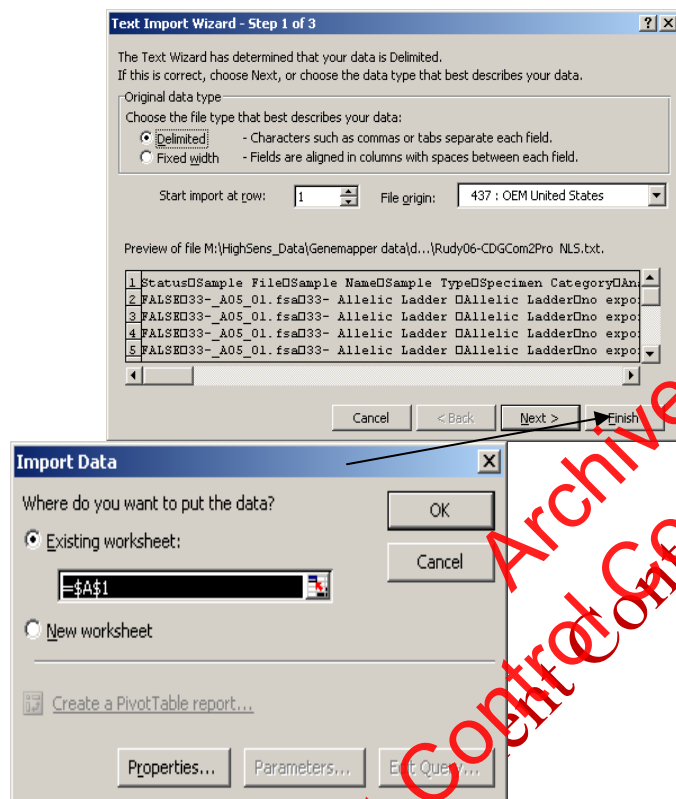 Text Import Wizard - Step 1 of 3
The Text Wizard has determined that your data is Delimited.
If this is correct, choose Next, or choose the data type that best describes your data.
Original data type
Choose the file type that best describes your data:
Delimited - Characters such as commas or tabs separate each field.
Fixed width - Fields are aligned in columns with spaces between each field.
Start import at row: 1 File origin: 437 : OEM United States
Preview of file M:\HighSens_Data\Genemapper data\d...\Rudy06-CDGCom2Pro NLS.txt.
1 Status□Sample File□Sample Name□Sample Type□Specimen Category□An
2 FALSE□33-_A05_01.fsa□33- Allelic Ladder □Allelic Ladder□no expo
3 FALSE□33-_A05_01.fsa□33- Allelic Ladder □Allelic Ladder□no expo
4 FALSE□33-_A05_01.fsa□33- Allelic Ladder □Allelic Ladder□no expo
5 FALSE□33-_A05_01.fsa□33- Allelic Ladder □Allelic Ladder□no expo
Cancel < Back Next > Finish
Import Data
Where do you want to put the data?
OK
Existing worksheet:
Cancel
=$A$1
New worksheet
Create a PivotTable report...
Properties... Parameters... Edit Query...
Archive
Control Co
ent Cont